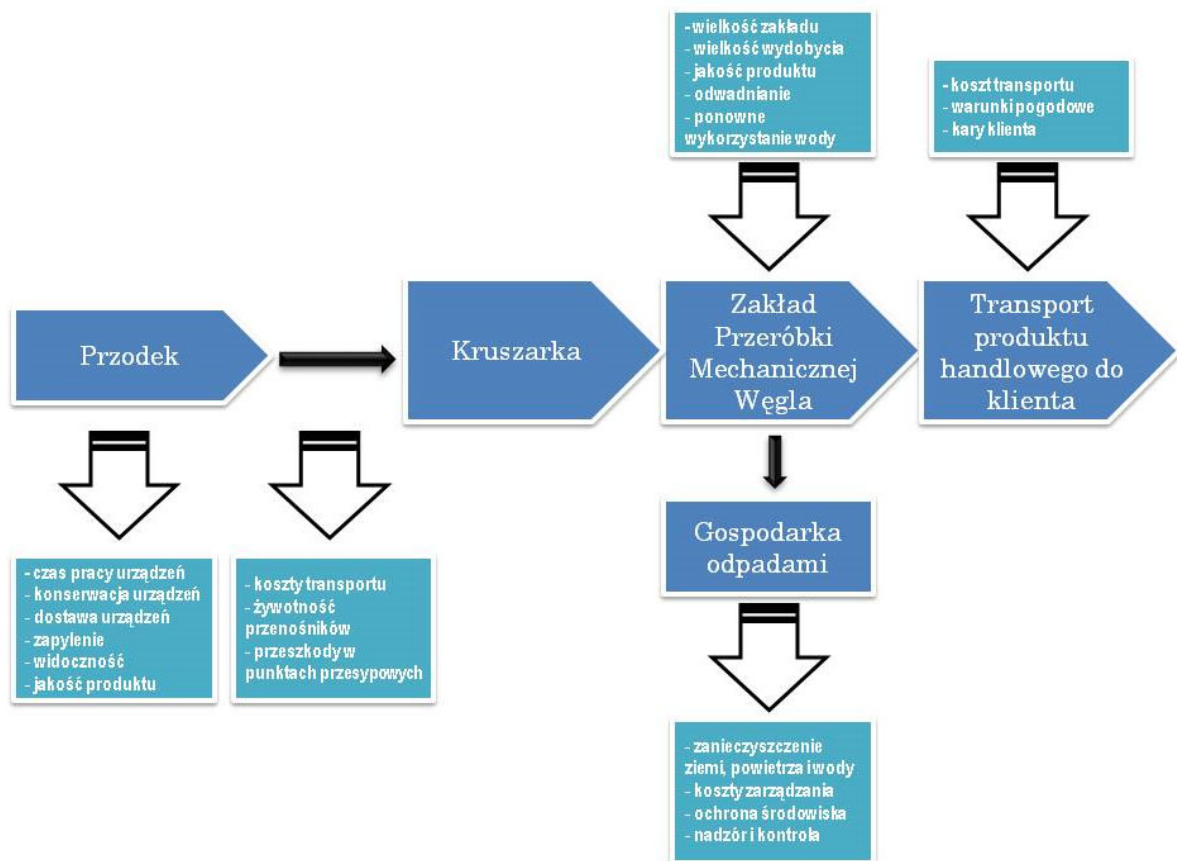 - wielkość zakładu
- wielkość wydobycia
- jakość produktu
- odwadnianie
- ponowne
wykorzystanie wody
- koszt transportu
- warunki pogodowe
- kary klienta
Przodek
Kruszarka
Zakład
Przeróbki
Mechanicznej
Węgla
Transport
produktu
handlowego do
klienta
Gospodarka
odpadami
- czas pracy urządzeń
- konserwacja urządzeń
- dostawa urządzeń
- zapylenie
- widoczność
- jakość produktu
- koszty transportu
- żywotność
przenośników
- przeszkody w
punktach przesypowych
- zanieczyszczenie
ziemi, powietrza i wody
- koszty zarządzania
- ochrona środowiska
- nadzór i kontrola